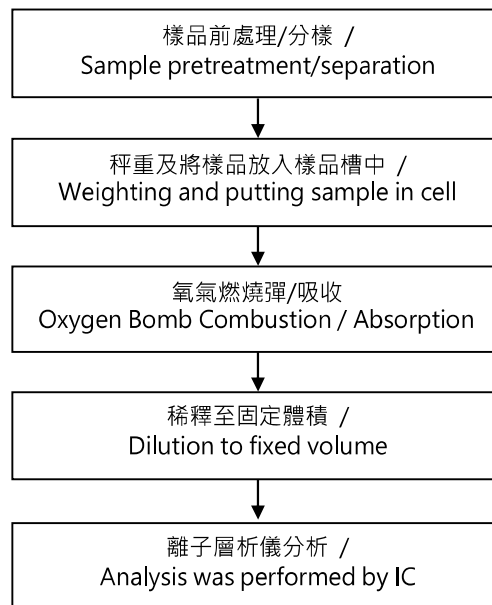 樣品前處理/分樣 /
Sample pretreatment/separation
秤重及將樣品放入樣品槽中 /
Weighting and putting sample in cell
氧氣燃燒彈/吸收
Oxygen Bomb Combustion / Absorption
稀釋至固定體積 /
Dilution to fixed volume
離子層析儀分析 /
Analysis was performed by IC